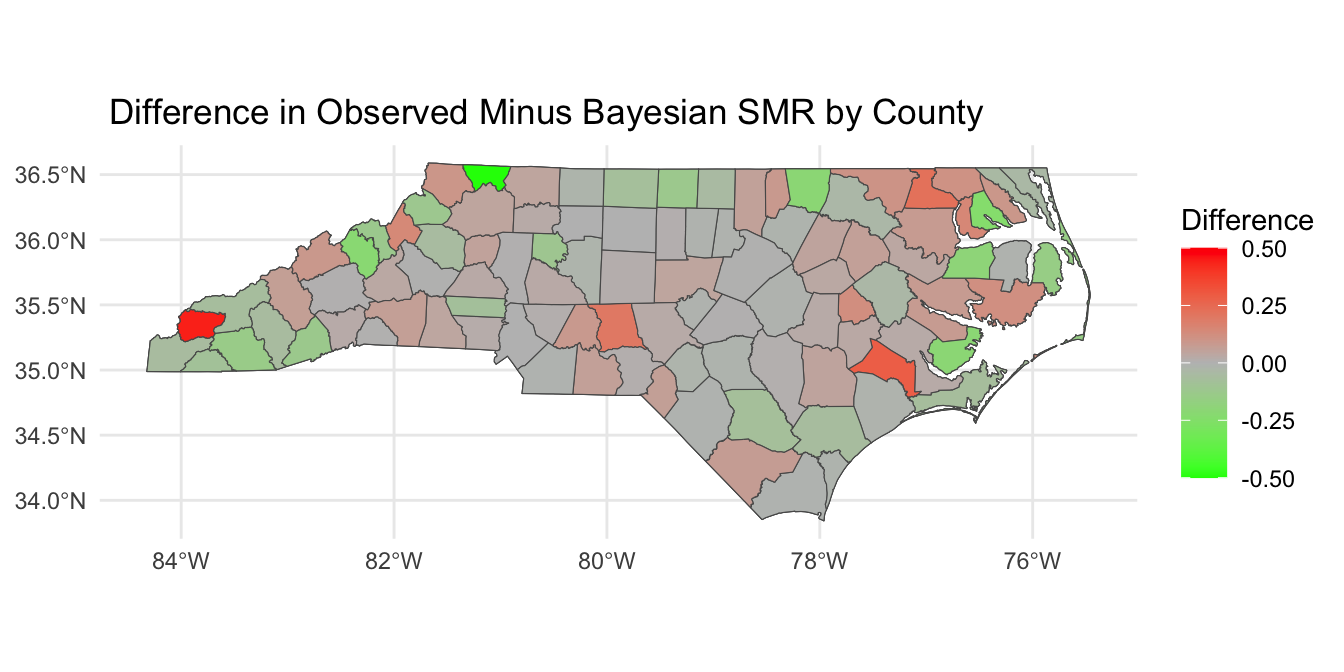 Difference in Observed Minus Bayesian SMR by County
36.5°N
36.0°N
35.5°N
35.0°N
34.5°N
34.0°N
84°W
82°W
80°W
78°W
76°W
Difference
0.50
0.25
0.00
-0.25
-0.50